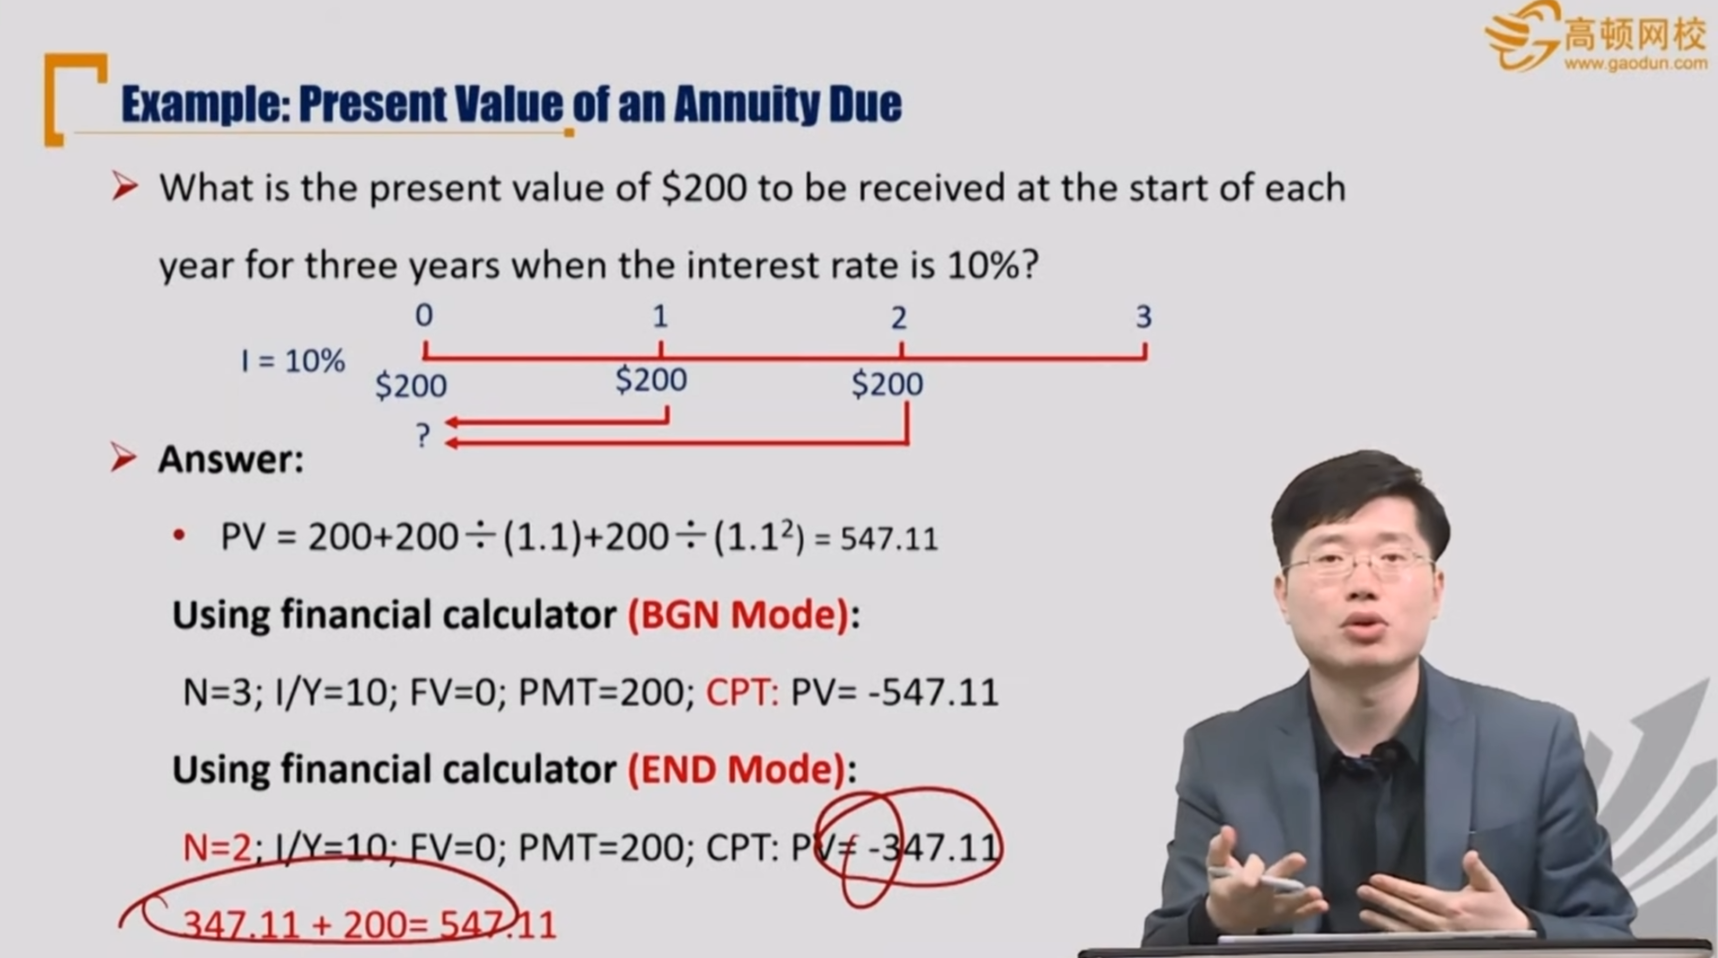 高顿网校
www.gaodun.com
Example: Present Value of an Annuity Due
What is the present value of $200 to be received at the start of each
year for three years when the interest rate is 10%?
0 1 2 3
I = 10%
$200 $200 $200
?
Answer:
PV = 200+200÷(1.1)+200÷(1.1²) = 547.11
Using financial calculator (BGN Mode):
N=3; I/Y=10; FV=0; PMT=200; CPT: PV= -547.11
Using financial calculator (END Mode):
N=2; I/Y=10; FV=0; PMT=200; CPT: PV= -347.11
347.11 + 200= 547.11